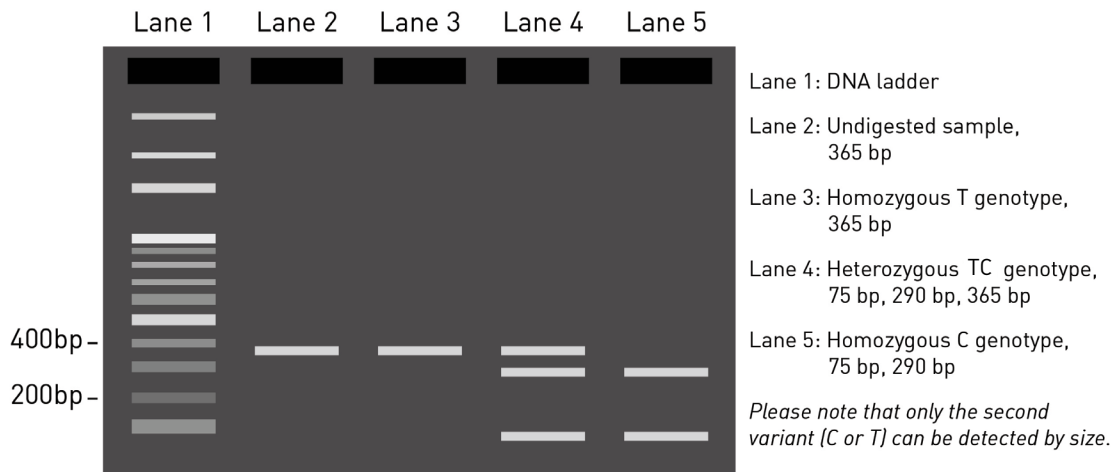 Lane 1 Lane 2 Lane 3 Lane 4 Lane 5
Lane 1: DNA ladder
Lane 2: Undigested sample,
365 bp
Lane 3: Homozygous T genotype,
365 bp
Lane 4: Heterozygous TC genotype,
75 bp, 290 bp, 365 bp
Lane 5: Homozygous C genotype,
75 bp, 290 bp
Please note that only the second
variant (C or T) can be detected by size.
400bp –
200bp –